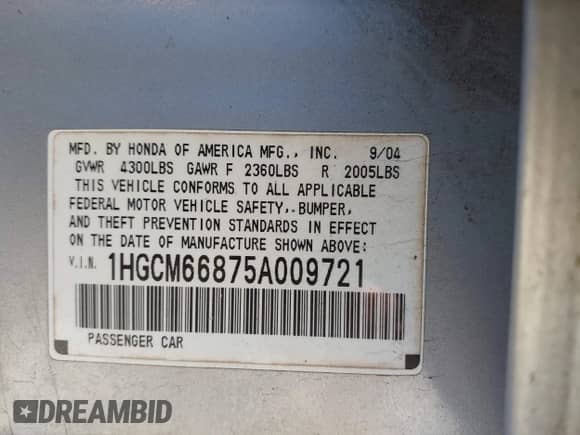 MFD. BY HONDA OF AMERICA MFG., INC. 9/04
GVWR 4300LBS GAWR F 2360LBS R 2005LBS
THIS VEHICLE CONFORMS TO ALL APPLICABLE
FEDERAL MOTOR VEHICLE SAFETY, BUMPER,
AND THEFT PREVENTION STANDARDS IN EFFECT
ON THE DATE OF MANUFACTURE SHOWN ABOVE:
V.I.N. 1HGCM66875A009721
PASSENGER CAR
DREAMBID